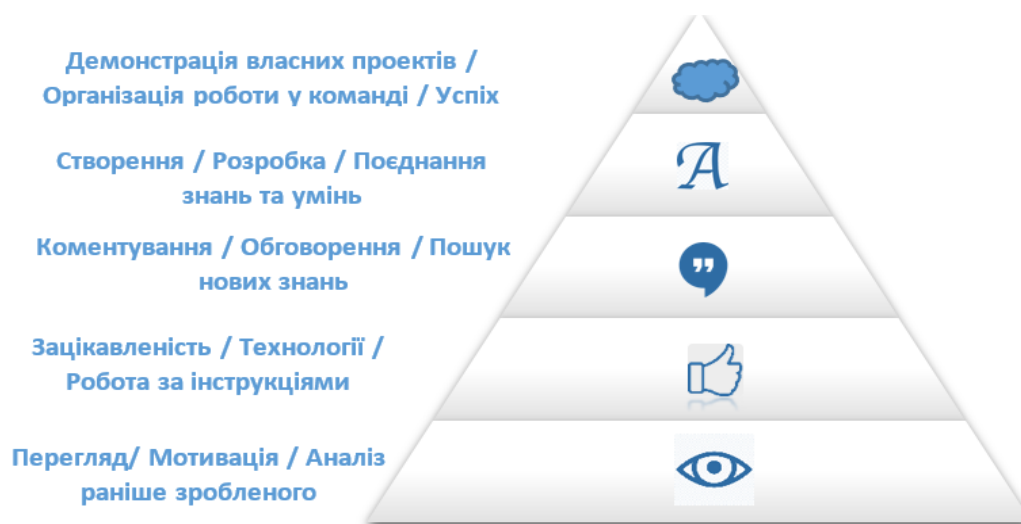 Демонстрація власних проектів /
Організація роботи у команді / Успіх
Створення / Розробка / Поєднання
знань та умінь
Коментування / Обговорення / Пошук
нових знань
Зацікавленість / Технології /
Робота за інструкціями
Перегляд/ Мотивація / Аналіз
раніше зробленого
A